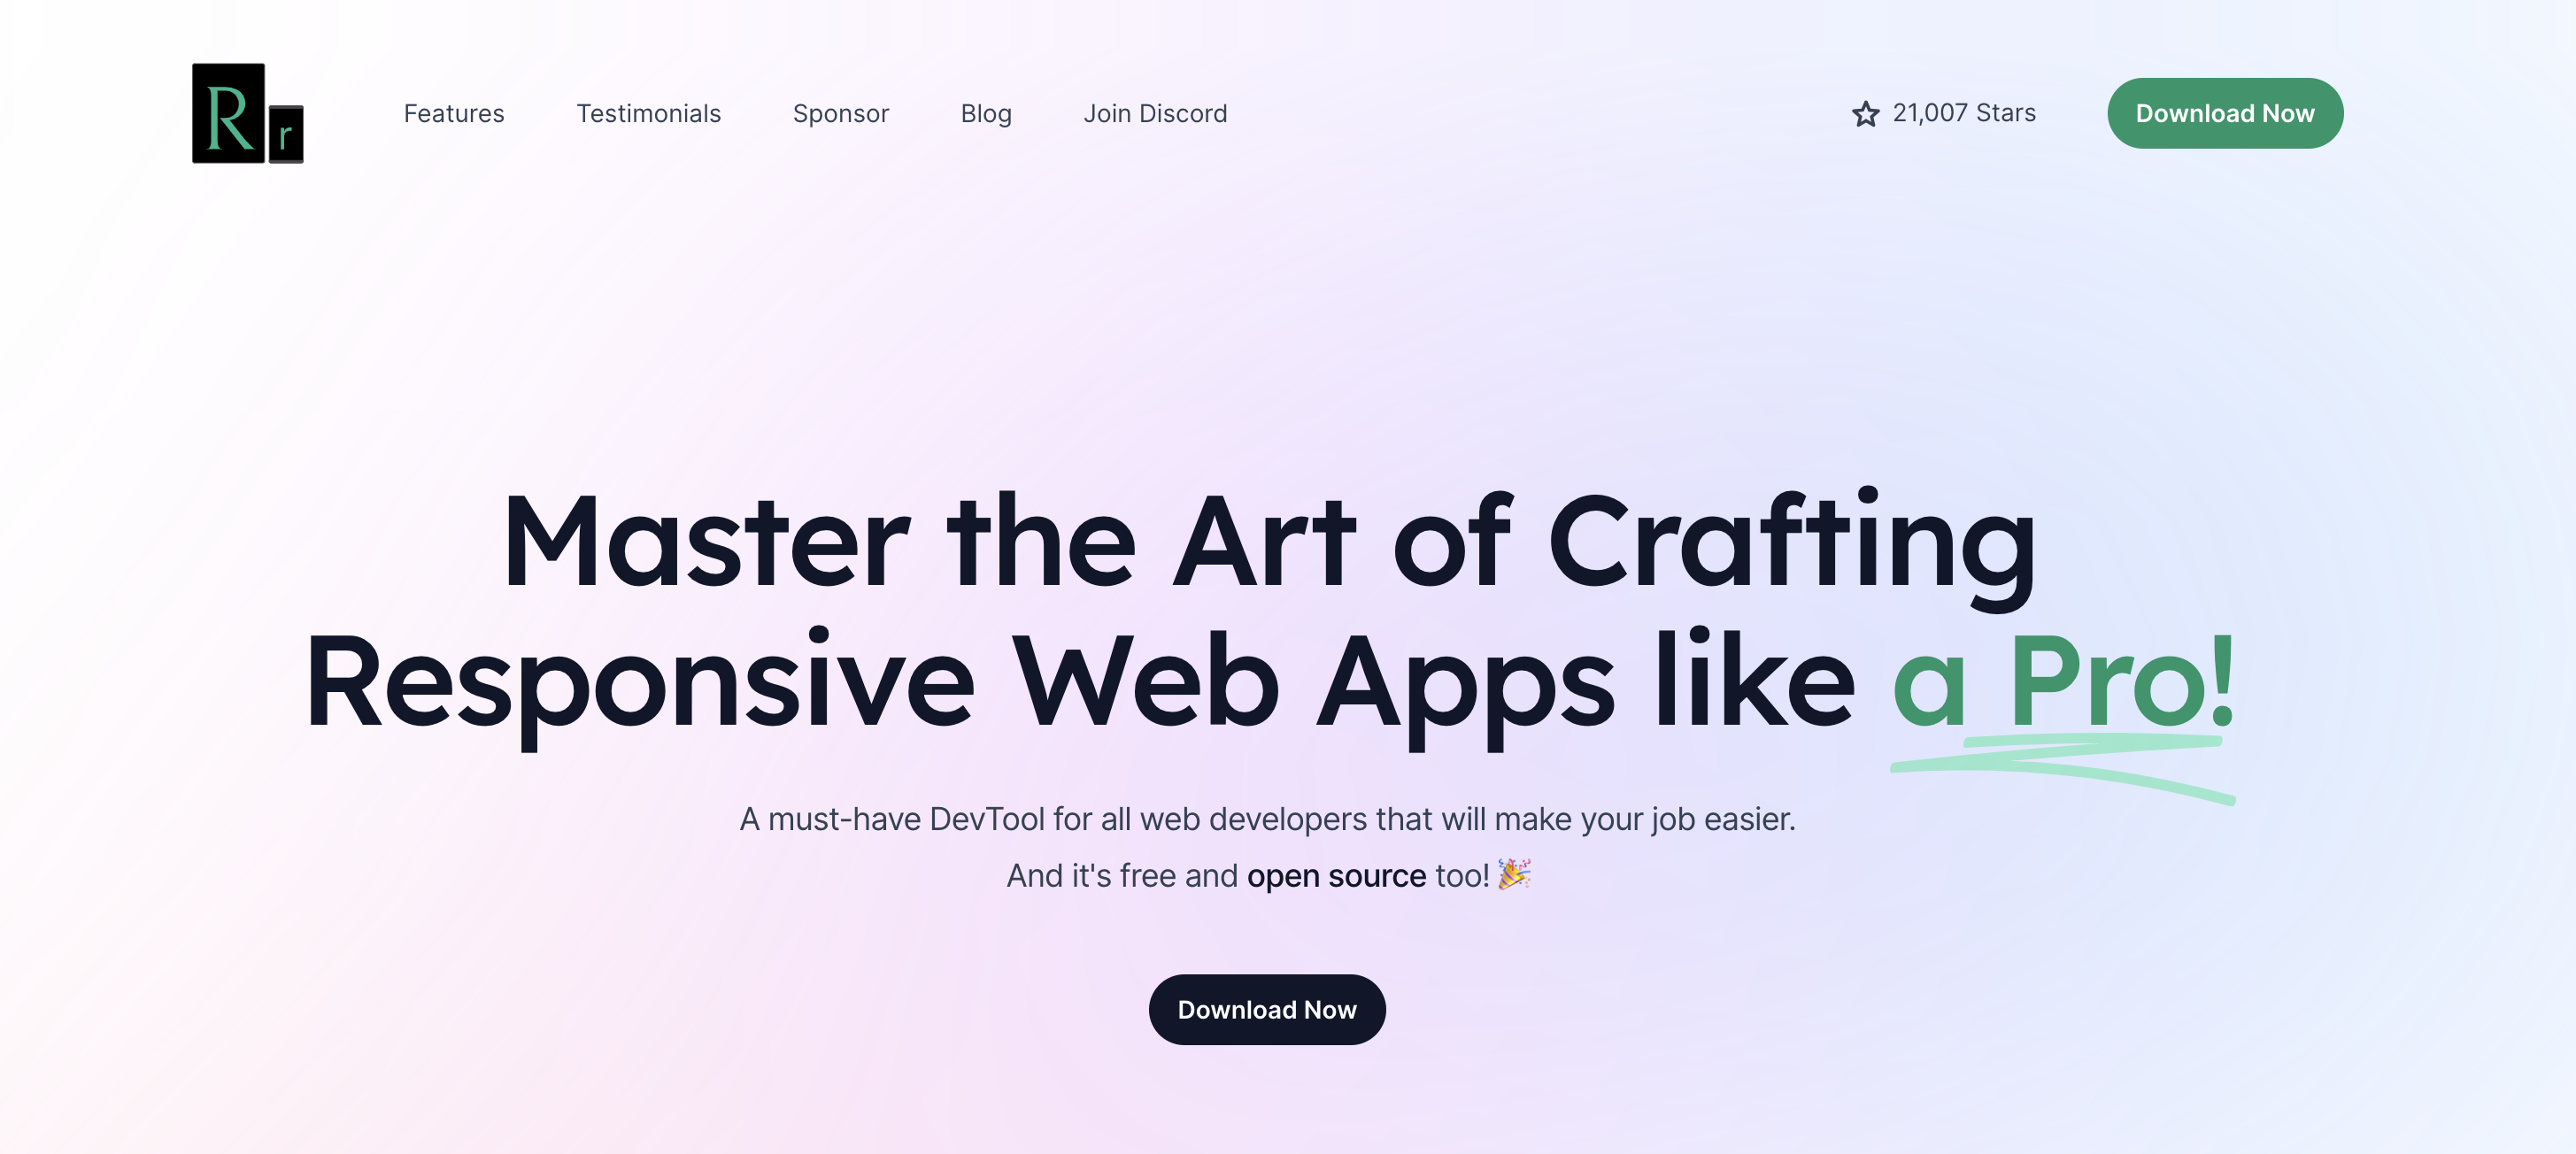 R r
Features Testimonials Sponsor Blog Join Discord 21,007 Stars Download Now
Master the Art of Crafting
Responsive Web Apps like a Pro!
A must-have DevTool for all web developers that will make your job easier.
And it's free and open source too! 🎉
Download Now